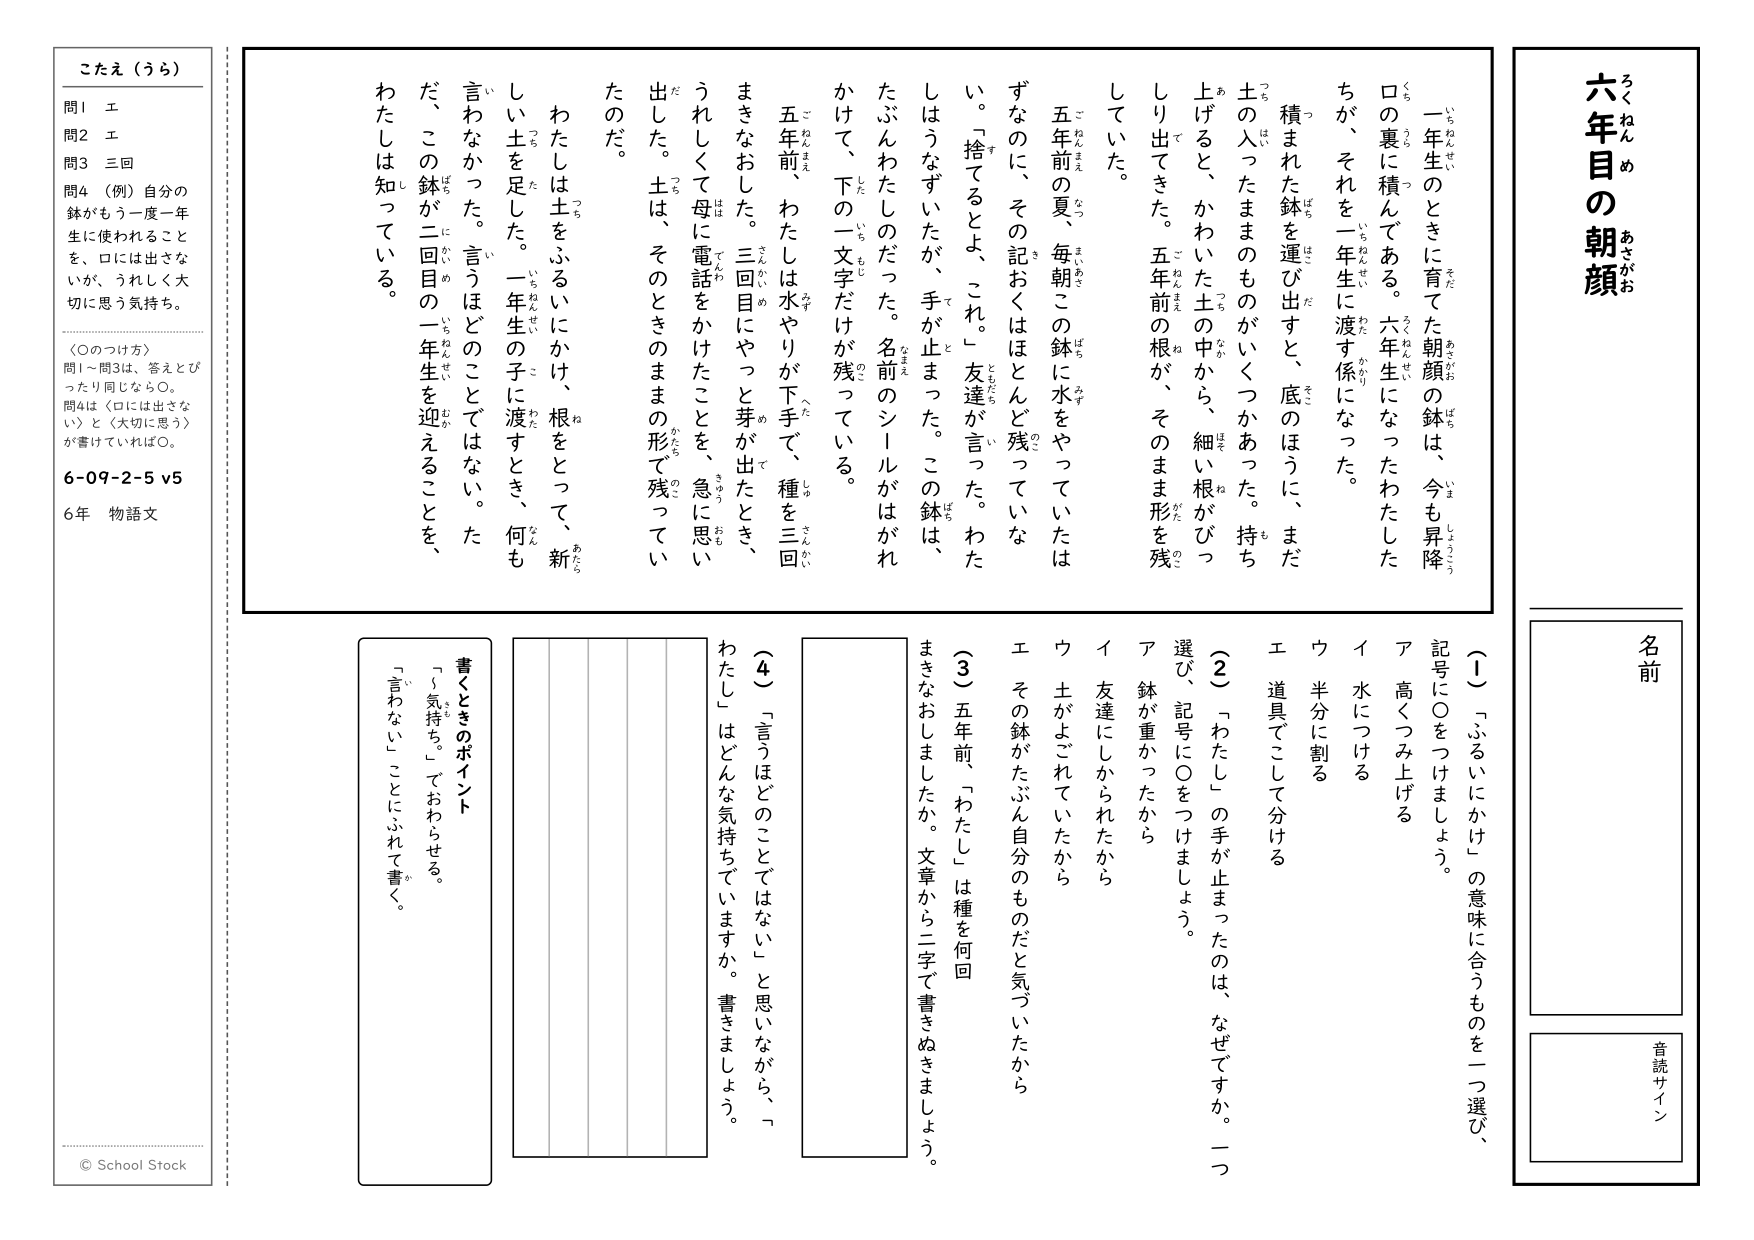 六年目の朝顔
ろくねんめ あさがお
名前
音読サイン
一年生のときに育てた朝顔の鉢は、今も昇降
口の裏に積んである。六年生になったわたした
ちが、それを一年生に渡す係になった。
積まれた鉢を運び出すと、底のほうに、まだ
土の入ったままのものがいくつかあった。持ち
上げると、かわいた土の中から、細い根がびっ
しり出てきた。五年前の根が、そのまま形を残
していた。
五年前の夏、毎朝この鉢に水をやっていたは
ずなのに、その記おくはほとんど残っていな
い。「捨てるとよ、これ。」友達が言った。わた
しはうなずいたが、手が止まった。この鉢は、
たぶんわたしのだった。名前のシールがはがれ
かけて、下の一文字だけが残っている。
五年前、わたしは水やりが下手で、種を三回
まきなおした。三回目にやっと芽が出たとき、
うれしくて母に電話をかけたことを、急に思い
出した。土は、そのときのままの形で残ってい
たのだ。
わたしは土をふるいにかけ、根をとって、新
しい土を足した。一年生の子に渡すとき、何も
言わなかった。言うほどのことではない。た
だ、この鉢が二回目の一年生を迎えることを、
わたしは知っている。
(1)「ふるいにかけ」の意味に合うものを一つ選び、
記号に○をつけましょう。
ア 高くつみ上げる
イ 水につける
ウ 半分に割る
エ 道具でこして分ける
(2)「わたし」の手が止まったのは、なぜですか。一つ
選び、記号に○をつけましょう。
ア 鉢が重かったから
イ 友達にしかられたから
ウ 土がよごれていたから
エ その鉢がたぶん自分のものだと気づいたから
(3)五年前、「わたし」は種を何回
まきなおしましたか。文章から二字で書きぬきましょう。
(4)「言うほどのことではない」と思いながら、「
わたし」はどんな気持ちでいますか。書きましょう。
書くときのポイント
「〜気持ち。」でおわらせる。
「言わない」ことにふれて書く。
こたえ（うら）
問1 エ
問2 エ
問3 三回
問4 （例）自分の
鉢がもう一度一年
生に使われること
を、口には出さな
いが、うれしく大
切に思う気持ち。
〈○のつけ方〉
問1〜問3は、答えとぴ
ったり同じなら○。
問4は〈口には出さな
い〉と〈大切に思う〉
が書けていれば○。
6-09-2-5 v5
6年 物語文
© School Stock